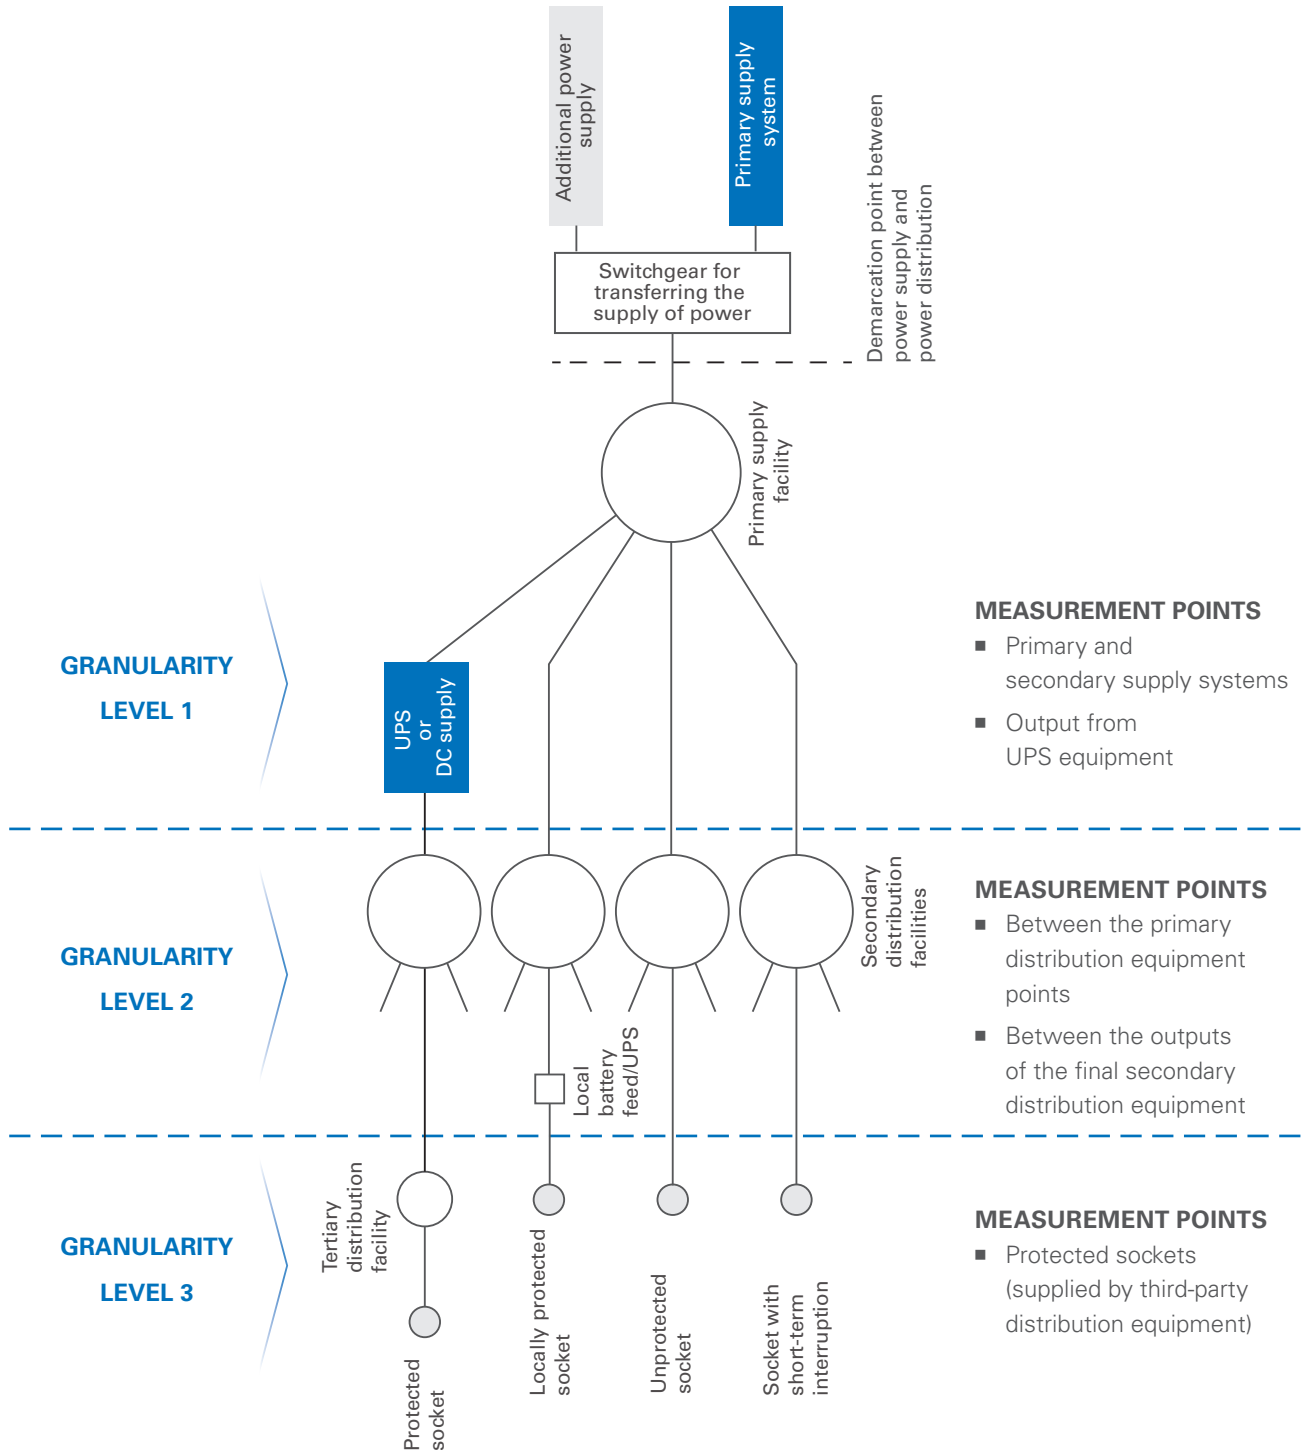 Additional power
supply
Primary supply
system
Demarcation point between
power supply and
power distribution
Switchgear for
transferring the
supply of power
Primary supply
facility
GRANULARITY
LEVEL 1
UPS
or
DC supply
MEASUREMENT POINTS
■ Primary and
secondary supply systems
■ Output from
UPS equipment
GRANULARITY
LEVEL 2
Secondary
distribution
facilities
Local
battery
feed/UPS
MEASUREMENT POINTS
■ Between the primary
distribution equipment
points
■ Between the outputs
of the final secondary
distribution equipment
GRANULARITY
LEVEL 3
Tertiary
distribution
facility
Protected
socket
Locally protected
socket
Unprotected
socket
Socket with
short-term
interruption
MEASUREMENT POINTS
■ Protected sockets
(supplied by third-party
distribution equipment)